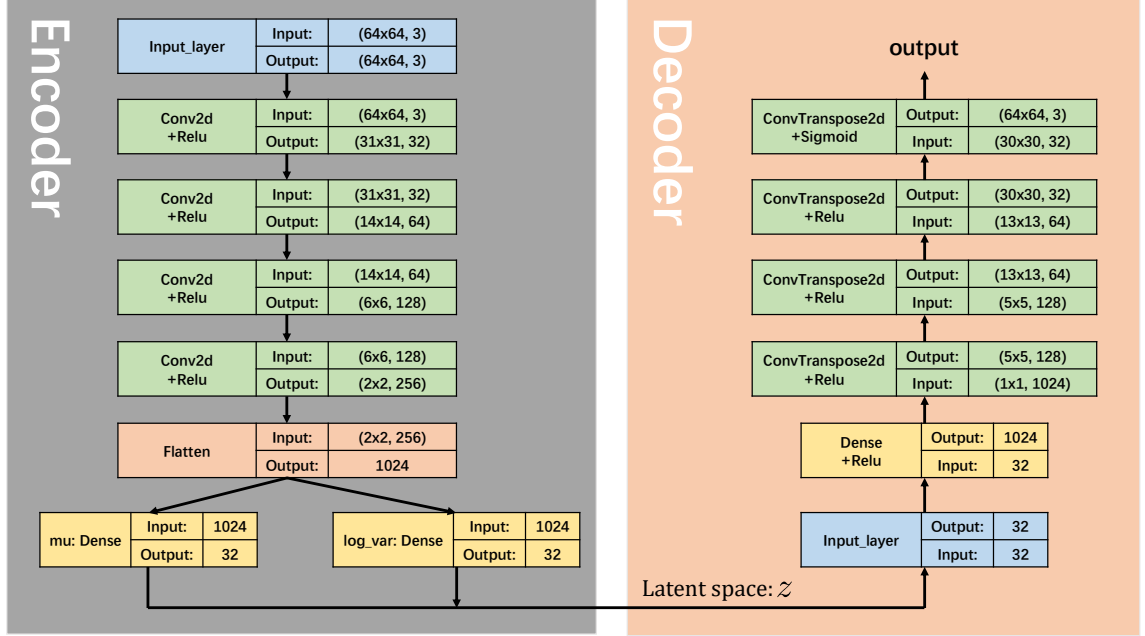 Encoder
Input_layer
Input: (64x64, 3)
Output: (64x64, 3)
Conv2d
+Relu
Input: (64x64, 3)
Output: (31x31, 32)
Conv2d
+Relu
Input: (31x31, 32)
Output: (14x14, 64)
Conv2d
+Relu
Input: (14x14, 64)
Output: (6x6, 128)
Conv2d
+Relu
Input: (6x6, 128)
Output: (2x2, 256)
Flatten
Input: (2x2, 256)
Output: 1024
mu: Dense
Input: 1024
Output: 32
log_var: Dense
Input: 1024
Output: 32
Latent space: z
Decoder
output
ConvTranspose2d
+Sigmoid
Output: (64x64, 3)
Input: (30x30, 32)
ConvTranspose2d
+Relu
Output: (30x30, 32)
Input: (13x13, 64)
ConvTranspose2d
+Relu
Output: (13x13, 64)
Input: (5x5, 128)
ConvTranspose2d
+Relu
Output: (5x5, 128)
Input: (1x1, 1024)
Dense
+Relu
Output: 1024
Input: 32
Input_layer
Output: 32
Input: 32